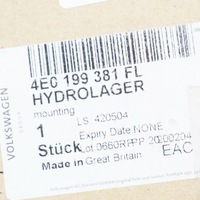 VOLKSWAGEN
4E0 199 381 FL
HYDROLAGER
mounting
LS 420504
1
Expiry Date:NONE
Stück
Lot 0660RPPP 20200204
Made in Great Britain
EAC